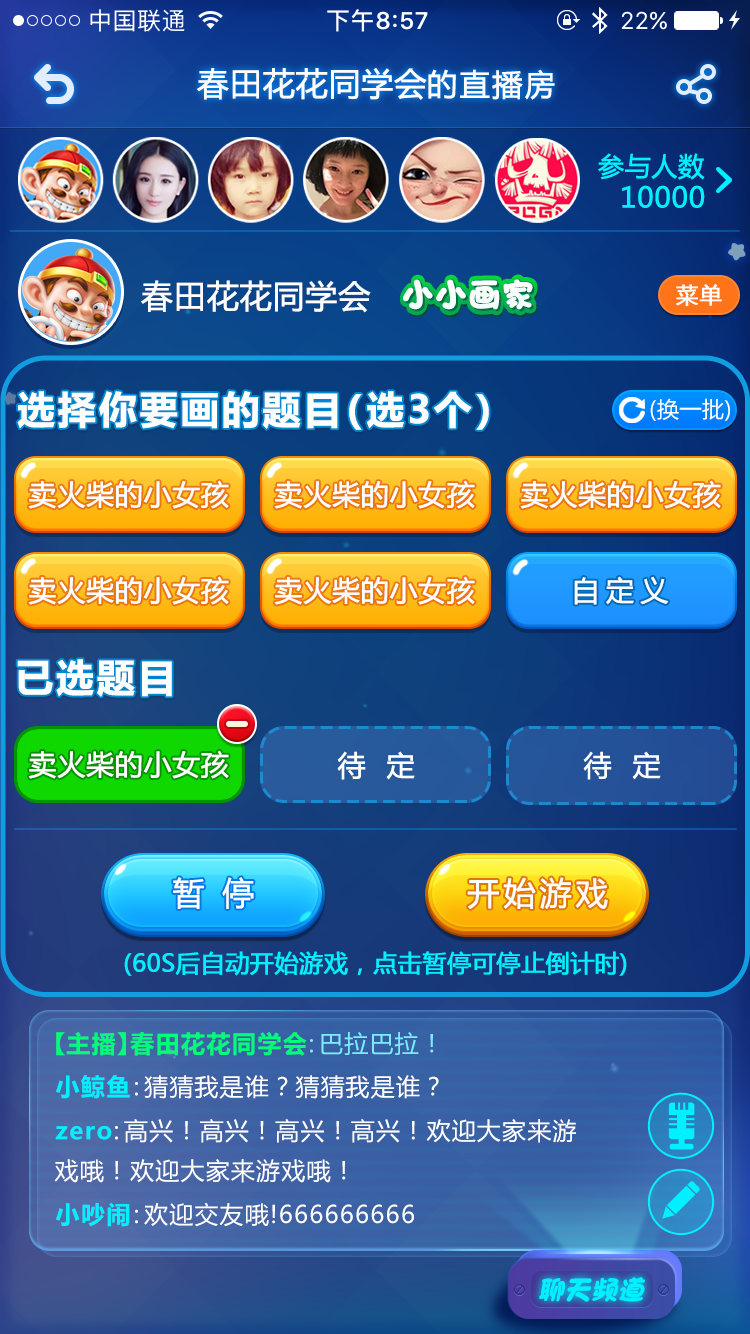 中国联通 下午8:57 22%
春田花花同学会的直播房
参与人数
10000
春田花花同学会 小小画家 菜单
选择你要画的题目(选3个) (换一批)
卖火柴的小女孩 卖火柴的小女孩 卖火柴的小女孩
卖火柴的小女孩 卖火柴的小女孩 自定义
已选题目
卖火柴的小女孩 待 定 待 定
暂 停 开始游戏
(60S后自动开始游戏，点击暂停可停止倒计时)
【主播】春田花花同学会: 巴拉巴拉！
小鲸鱼: 猜猜我是谁？猜猜我是谁？
zero: 高兴！高兴！高兴！高兴！欢迎大家来游
戏哦！欢迎大家来游戏哦！
小吵闹: 欢迎交友哦!666666666
聊天频道